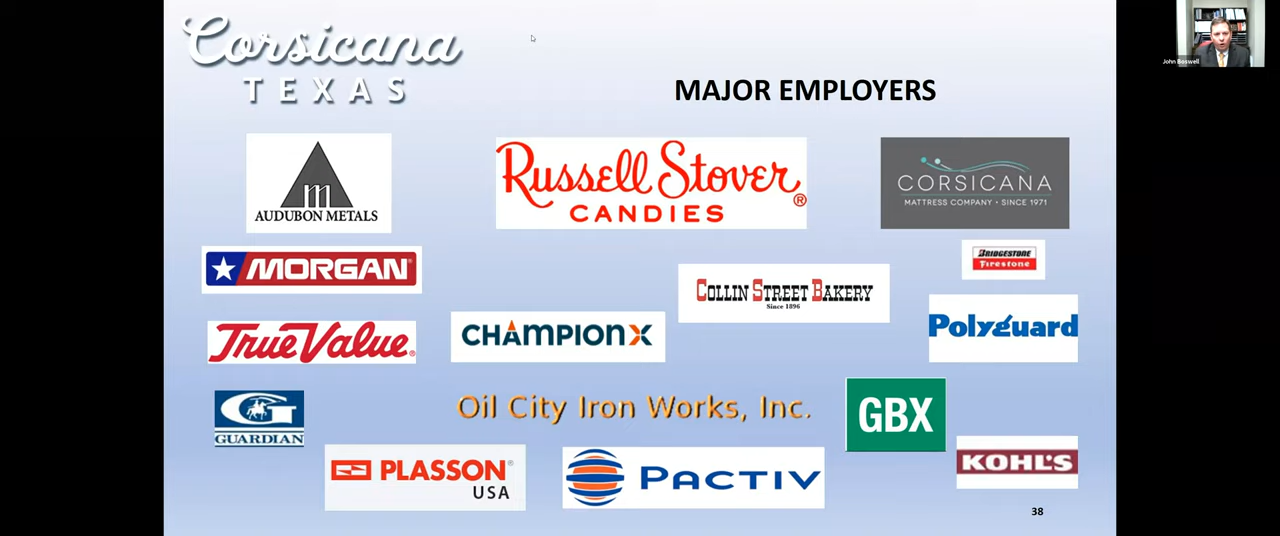 Corsicana
TEXAS
MAJOR EMPLOYERS
John Boswell
m
AUDUBON METALS
Russell Stover®
CANDIES
CORSICANA
MATTRESS COMPANY • SINCE 1971
MORGAN®
BRIDGESTONE
Firestone
COLLIN STREET BAKERY
Since 1896
True Value®
CHAMPIONX
Polyguard
G
GUARDIAN
Oil City Iron Works, Inc.
GBX
KOHL'S
PLASSON®
USA
PACTIV
38